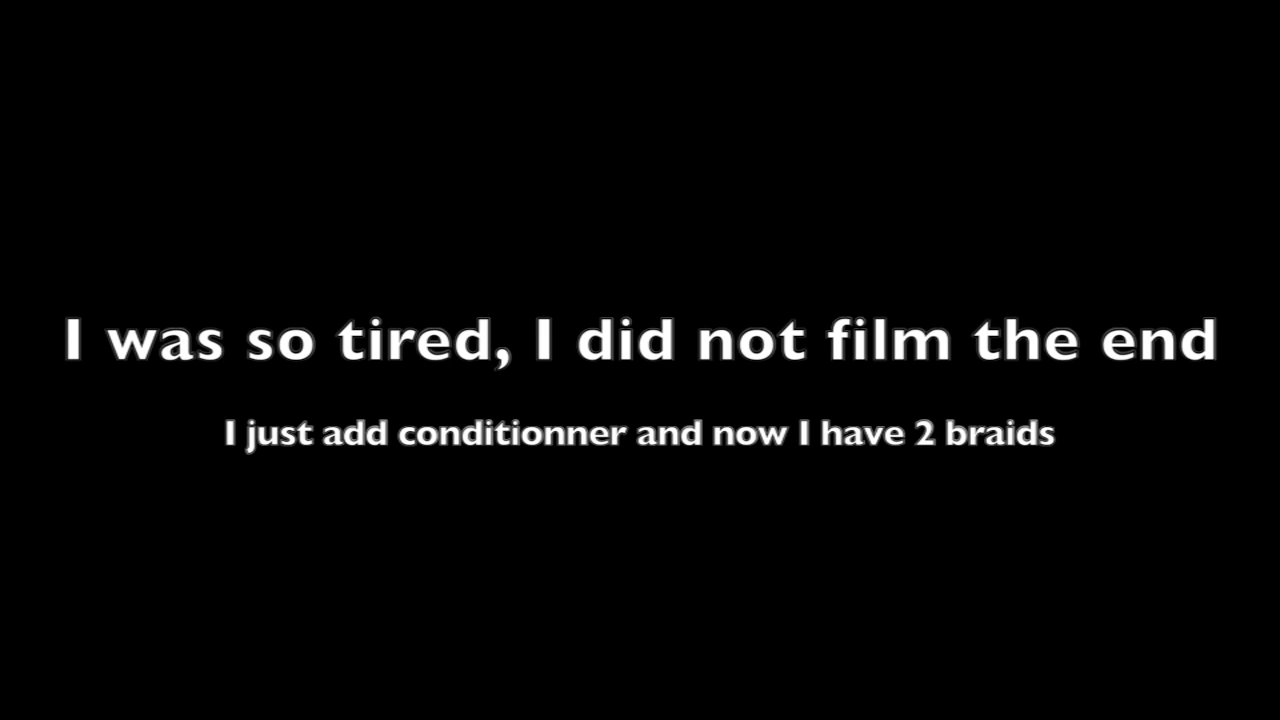 I was so tired, I did not film the end
I just add conditionner and now I have 2 braids